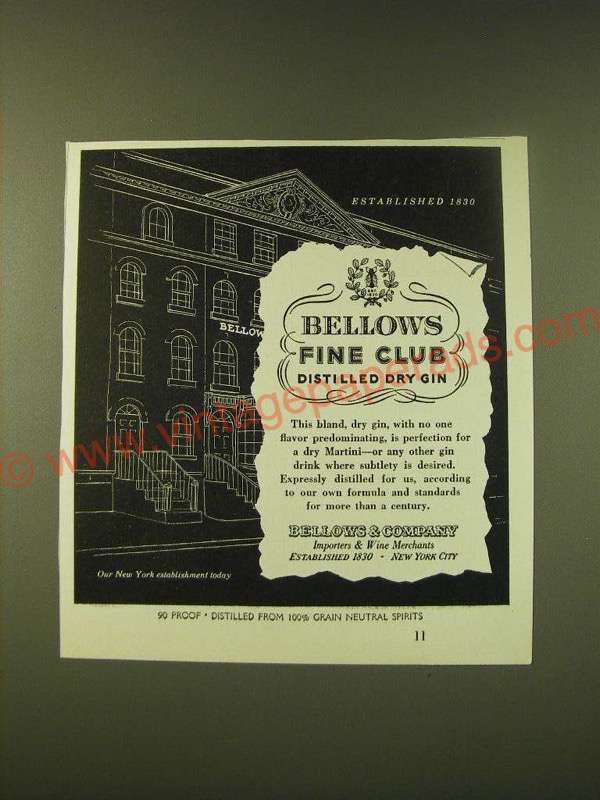 ESTABLISHED 1830
EST.
1830
BELLOWS
BELLOWS
FINE CLUB
DISTILLED DRY GIN
This bland, dry gin, with no one
flavor predominating, is perfection for
a dry Martini—or any other gin
drink where subtlety is desired.
Expressly distilled for us, according
to our own formula and standards
for more than a century.
BELLOWS & COMPANY
Importers & Wine Merchants
ESTABLISHED 1830 • NEW YORK CITY
Our New York establishment today
90 PROOF • DISTILLED FROM 100% GRAIN NEUTRAL SPIRITS
11
© www.vintagepaperads.com